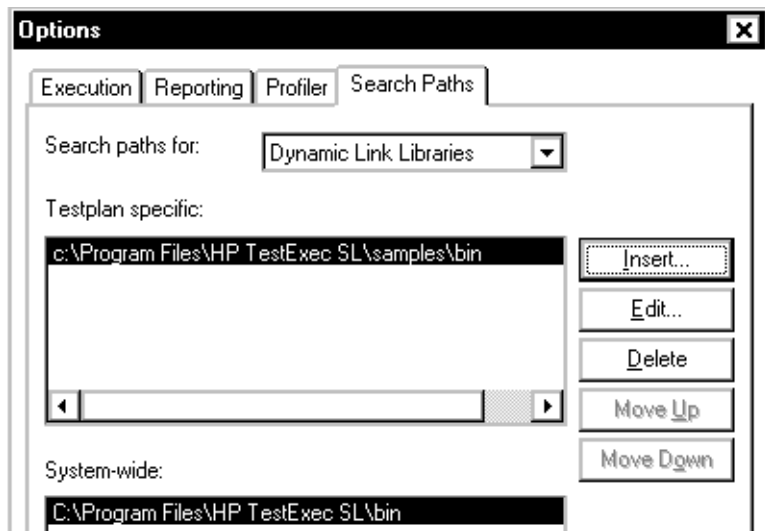 Options
Execution Reporting Profiler Search Paths
Search paths for: Dynamic Link Libraries
Testplan specific:
c:\Program Files\HP TestExec SL\samples\bin
Insert...
Edit...
Delete
Move Up
Move Down
System-wide:
C:\Program Files\HP TestExec SL\bin